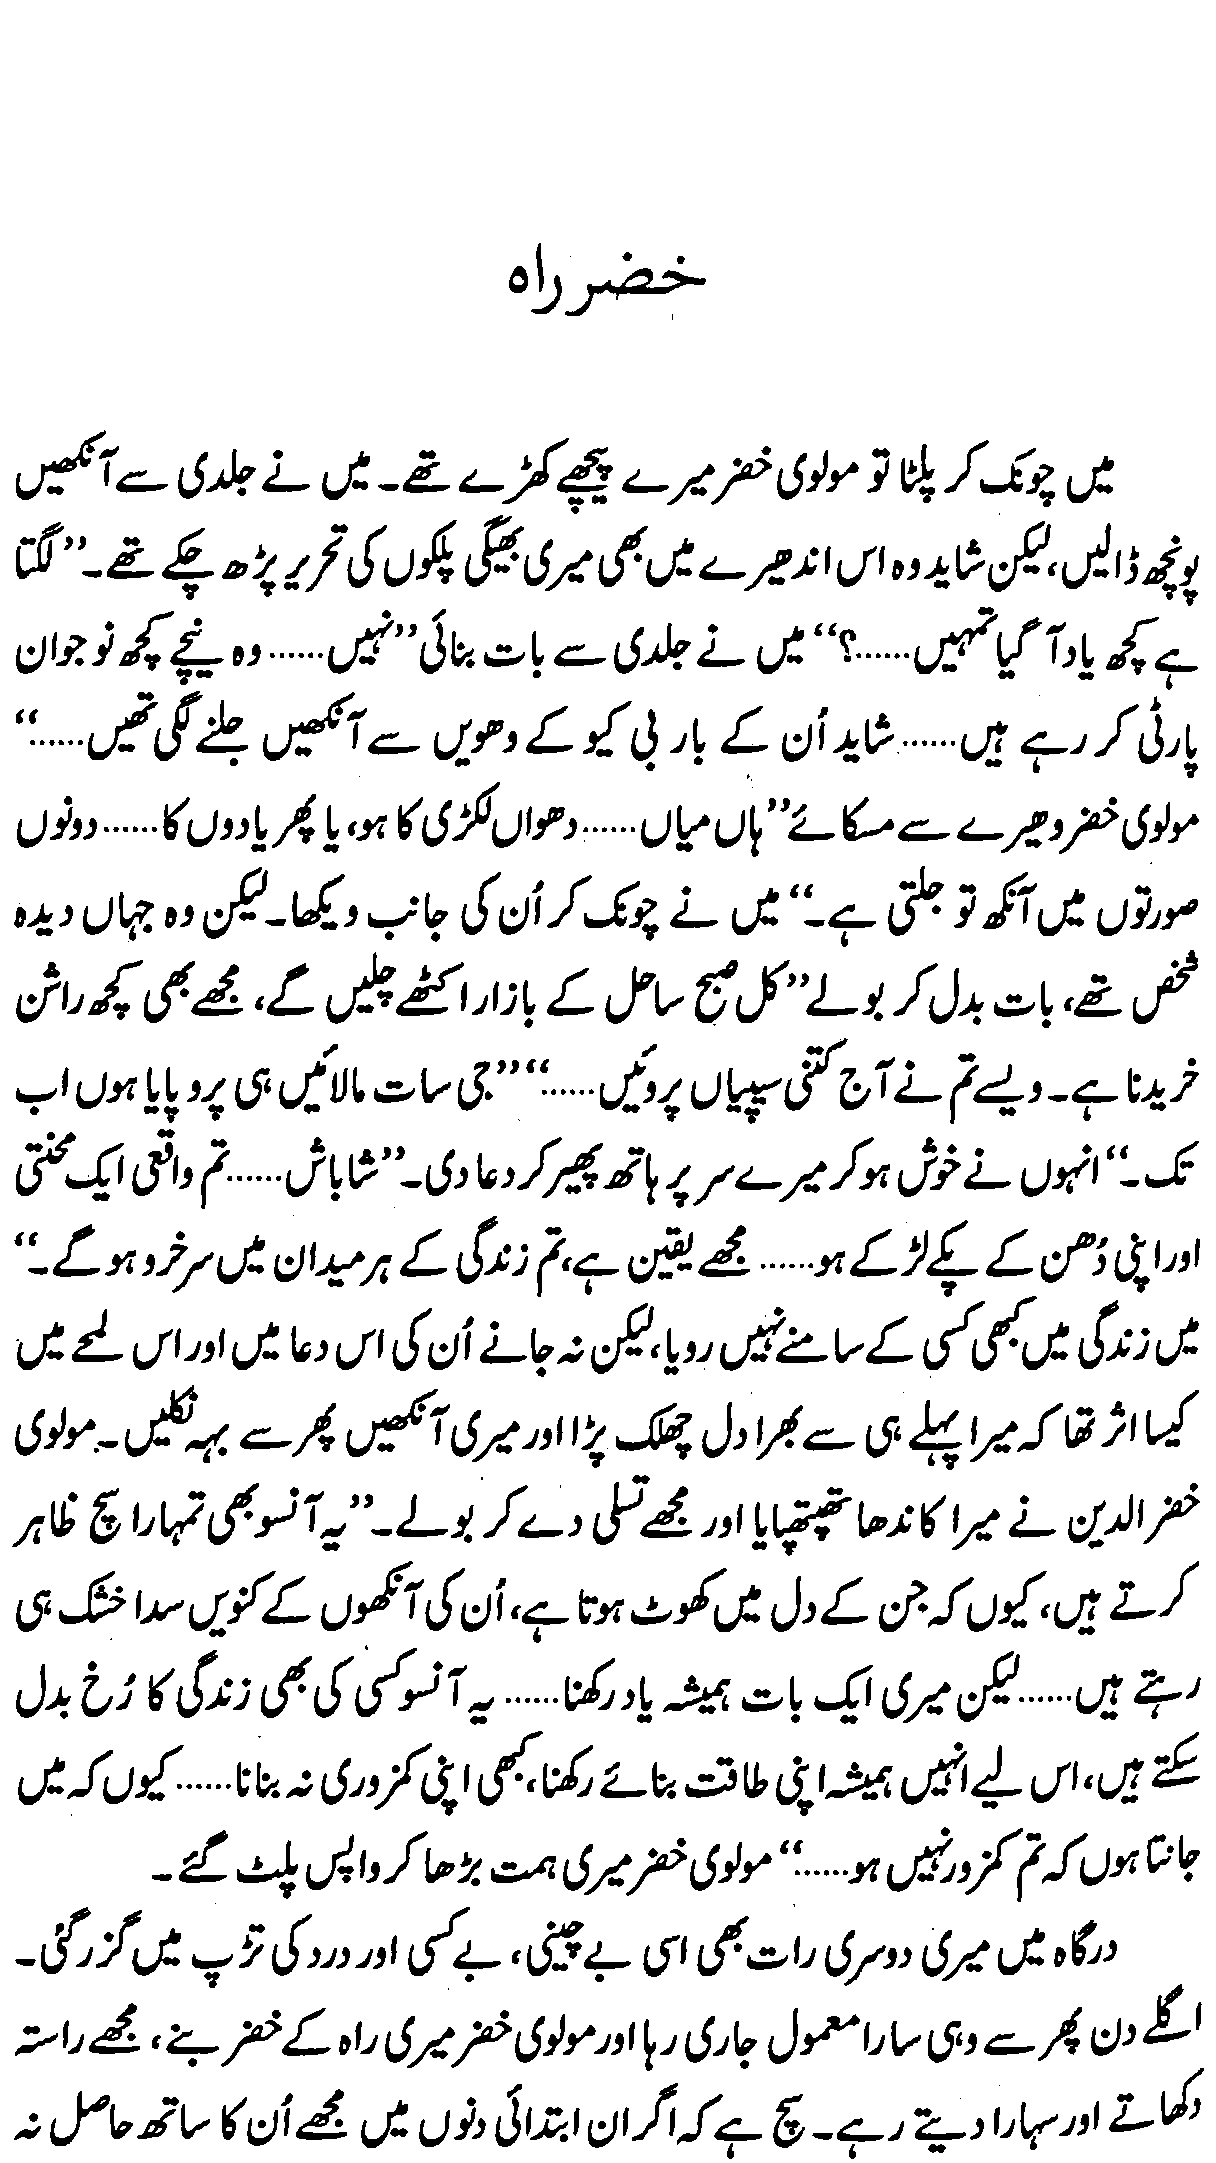 خضر راہ
میں چونک کر پلٹا تو مولوی خضر میرے پیچھے کھڑے تھے۔ میں نے جلدی سے آنکھیں
پونچھ ڈالیں، لیکن شاید وہ اس اندھیرے میں بھی میری بھیگی پلکوں کی تحریر پڑھ چکے تھے۔ ”لگتا
ہے کچھ یاد آ گیا تمہیں......؟“ میں نے جلدی سے بات بنائی ”نہیں...... وہ نیچے کچھ نوجوان
پارٹی کر رہے ہیں...... شاید اُن کے بار بی کیو کے دھویں سے آنکھیں جلنے لگی تھیں......“
مولوی خضر دھیرے سے مسکائے ”ہاں میاں...... دھواں لکڑی کا ہو، یا پھر یادوں کا...... دونوں
صورتوں میں آنکھ تو جلتی ہے۔“ میں نے چونک کر اُن کی جانب دیکھا۔ لیکن وہ جہاں دیدہ
شخص تھے، بات بدل کر بولے ”کل صبح ساحل کے بازار اکٹھے چلیں گے، مجھے بھی کچھ راشن
خریدنا ہے۔ ویسے تم نے آج کتنی سیپیاں پروئیں......“ ”جی سات مالائیں ہی پرو پایا ہوں اب
تک۔“ انہوں نے خوش ہو کر میرے سر پر ہاتھ پھیر کر دعا دی۔ ”شاباش...... تم واقعی ایک محنتی
اور اپنی دُھن کے پکے لڑکے ہو...... مجھے یقین ہے، تم زندگی کے ہر میدان میں سرخرو ہو گے۔“
میں زندگی میں کبھی کسی کے سامنے نہیں رویا، لیکن نہ جانے اُن کی اس دعا میں اور اس لمحے میں
کیسا اثر تھا کہ میرا پہلے ہی سے بھرا دل چھلک پڑا اور میری آنکھیں پھر سے بہہ نکلیں۔ مولوی
خضر الدین نے میرا کاندھا تھپتھپایا اور مجھے تسلی دے کر بولے۔ ”یہ آنسو بھی تمہارا سچ ظاہر
کرتے ہیں، کیوں کہ جن کے دل میں کھوٹ ہوتا ہے، اُن کی آنکھوں کے کنویں سدا خشک ہی
رہتے ہیں...... لیکن میری ایک بات ہمیشہ یاد رکھنا...... یہ آنسو کسی کی بھی زندگی کا رُخ بدل
سکتے ہیں، اس لیے انہیں ہمیشہ اپنی طاقت بنائے رکھنا، کبھی اپنی کمزوری نہ بنانا...... کیوں کہ میں
جانتا ہوں کہ تم کمزور نہیں ہو......“ مولوی خضر میری ہمت بڑھا کر واپس پلٹ گئے۔
درگاہ میں میری دوسری رات بھی اسی بے چینی، بے کسی اور درد کی تڑپ میں گزر گئی۔
اگلے دن پھر سے وہی سارا معمول جاری رہا اور مولوی خضر میری راہ کے خضر بنے، مجھے راستہ
دکھاتے اور سہارا دیتے رہے۔ سچ ہے کہ اگر ان ابتدائی دنوں میں مجھے اُن کا ساتھ حاصل نہ